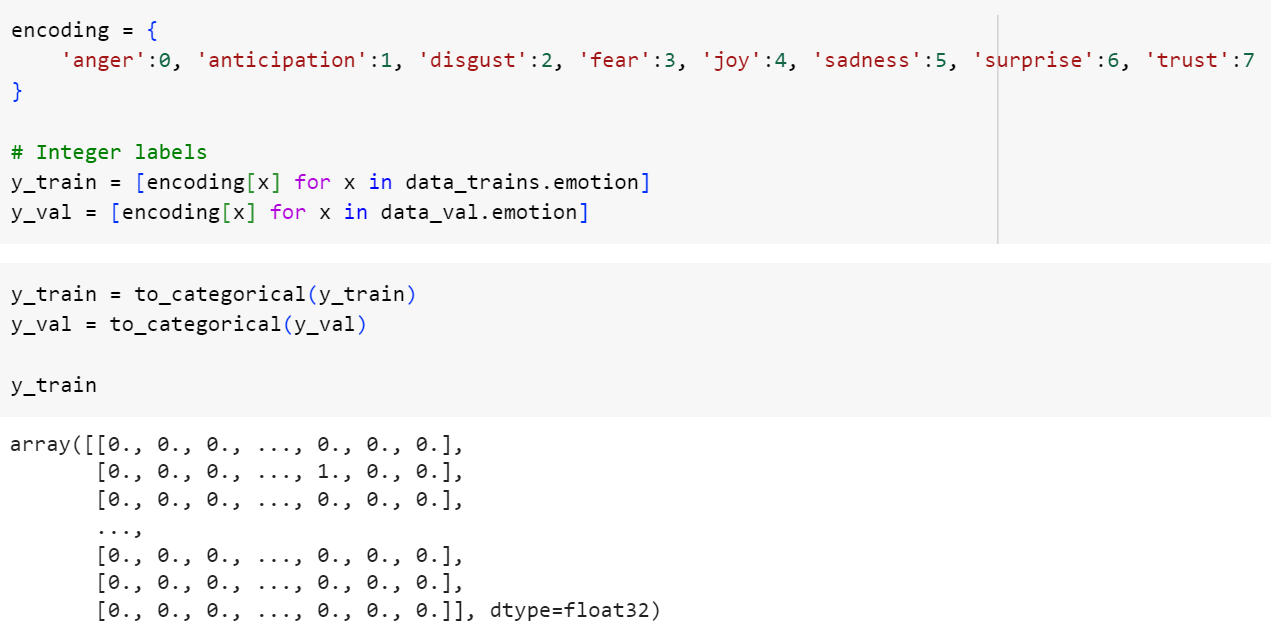 encoding = {
    'anger':0, 'anticipation':1, 'disgust':2, 'fear':3, 'joy':4, 'sadness':5, 'surprise':6, 'trust':7
}
# Integer labels
y_train = [encoding[x] for x in data_trains.emotion]
y_val = [encoding[x] for x in data_val.emotion]
y_train = to_categorical(y_train)
y_val = to_categorical(y_val)
y_train
array([[0., 0., 0., ..., 0., 0., 0.],
       [0., 0., 0., ..., 1., 0., 0.],
       [0., 0., 0., ..., 0., 0., 0.],
       ...,
       [0., 0., 0., ..., 0., 0., 0.],
       [0., 0., 0., ..., 0., 0., 0.],
       [0., 0., 0., ..., 0., 0., 0.]], dtype=float32)